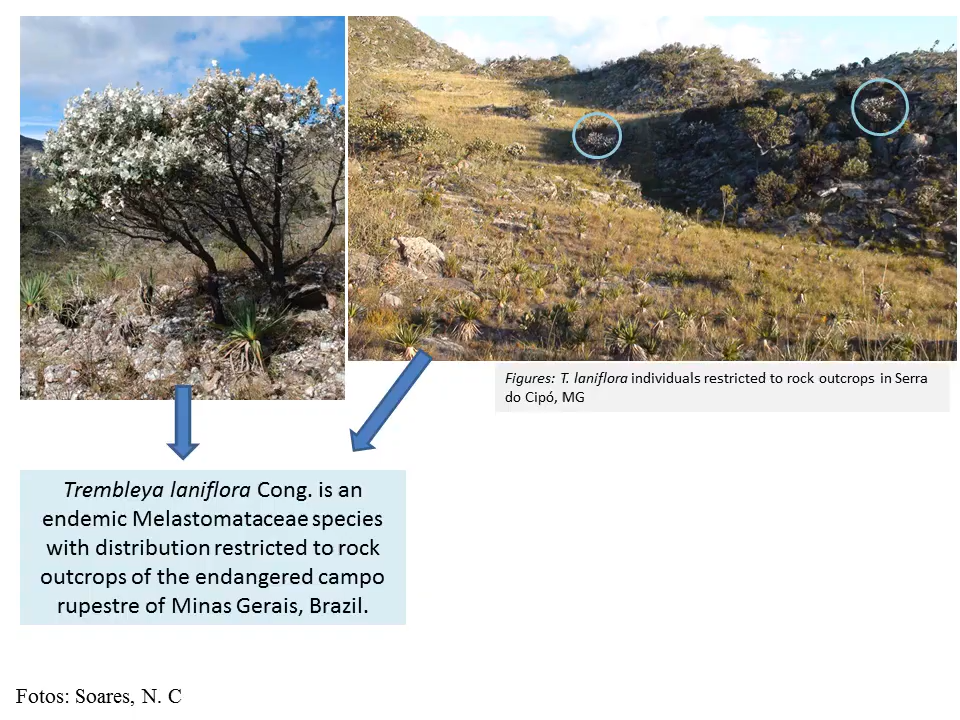 Figures: T. laniflora individuals restricted to rock outcrops in Serra
do Cipó, MG
Trembleya laniflora Cong. is an
endemic Melastomataceae species
with distribution restricted to rock
outcrops of the endangered campo
rupestre of Minas Gerais, Brazil.
Fotos: Soares, N. C